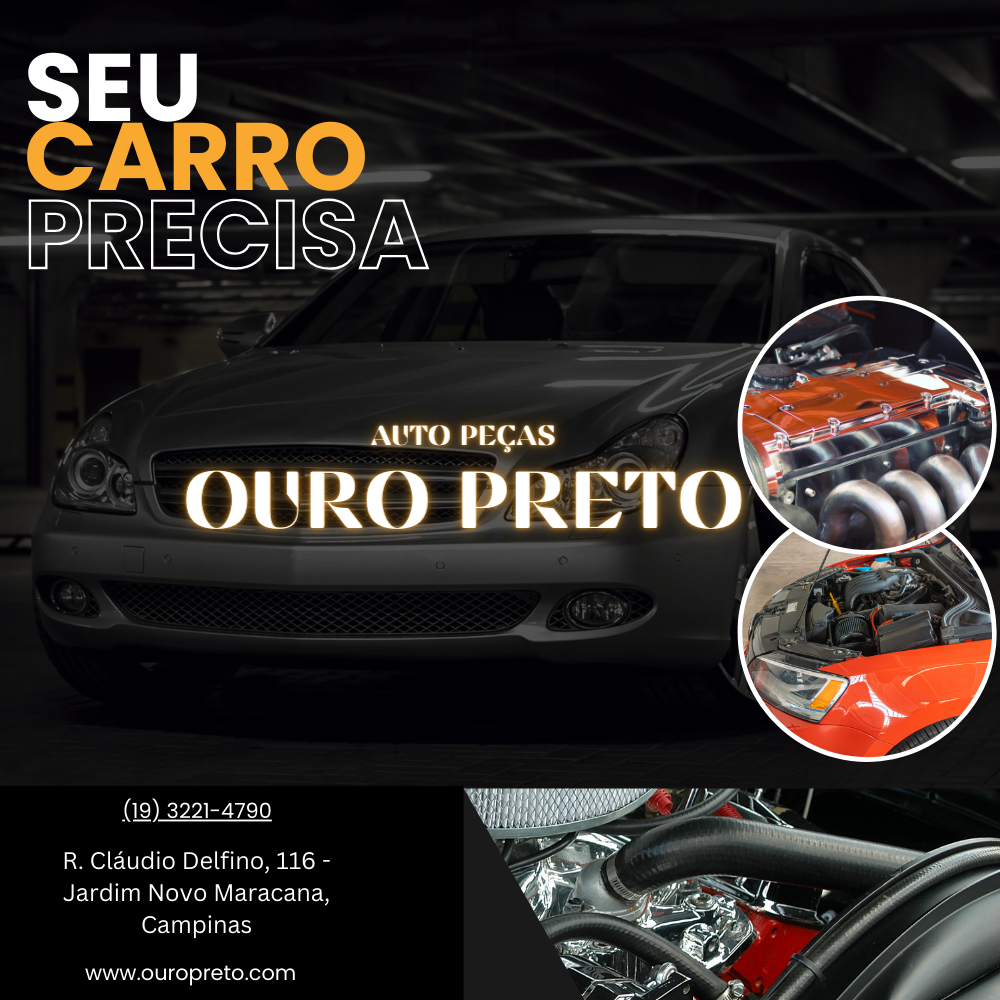 SEU
CARRO
PRECISA
AUTO PEÇAS
OURO PRETO
(19) 3221-4790
R. Cláudio Delfino, 116 -
Jardim Novo Maracana,
Campinas
www.ouropreto.com